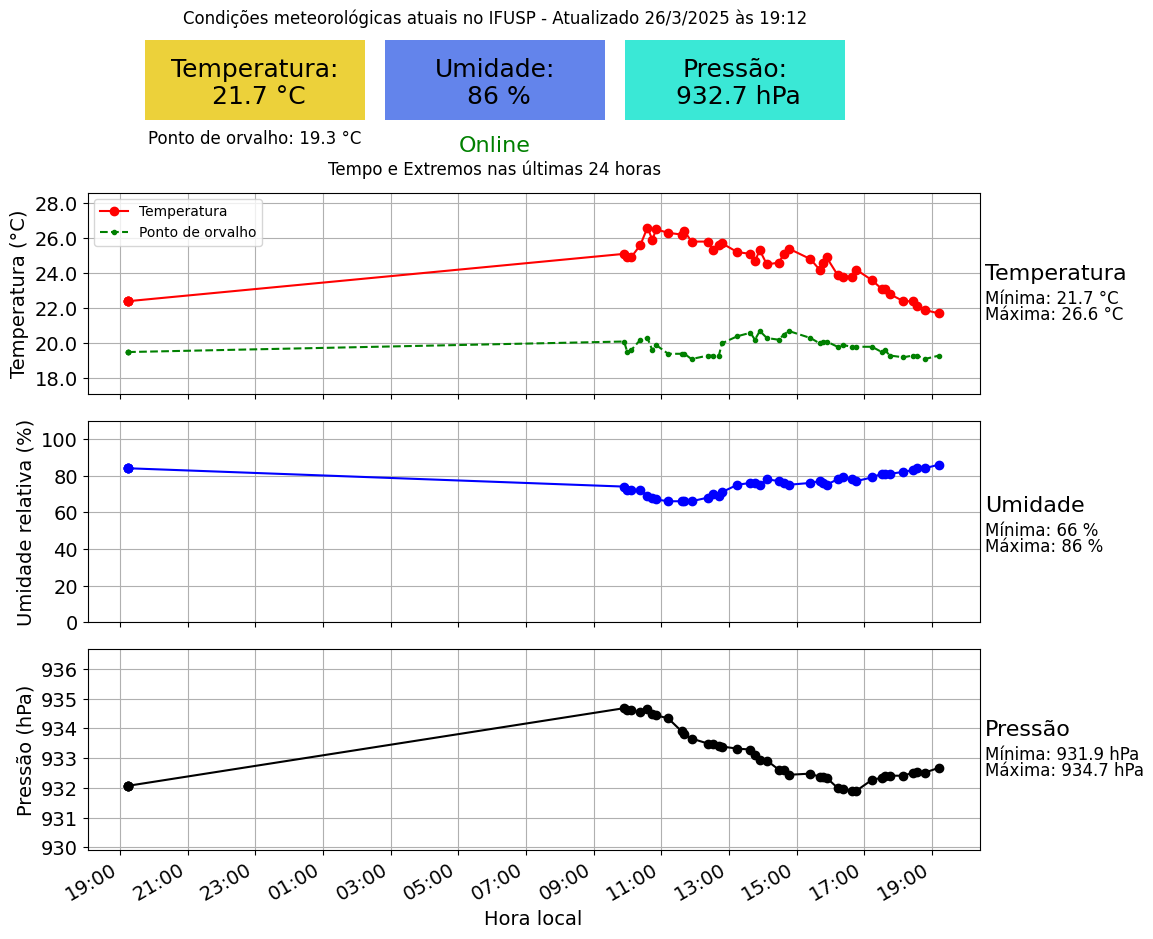 Condições meteorológicas atuais no IFUSP - Atualizado 26/3/2025 às 19:12
Temperatura:
21.7 °C
Umidade:
86 %
Pressão:
932.7 hPa
Ponto de orvalho: 19.3 °C
Online
Tempo e Extremos nas últimas 24 horas
Temperatura (°C)
28.0
26.0
24.0
22.0
20.0
18.0
Temperatura
Ponto de orvalho
Temperatura
Mínima: 21.7 °C
Máxima: 26.6 °C
Umidade relativa (%)
100
80
60
40
20
0
Umidade
Mínima: 66 %
Máxima: 86 %
Pressão (hPa)
936
935
934
933
932
931
930
Pressão
Mínima: 931.9 hPa
Máxima: 934.7 hPa
19:00 21:00 23:00 01:00 03:00 05:00 07:00 09:00 11:00 13:00 15:00 17:00 19:00
Hora local